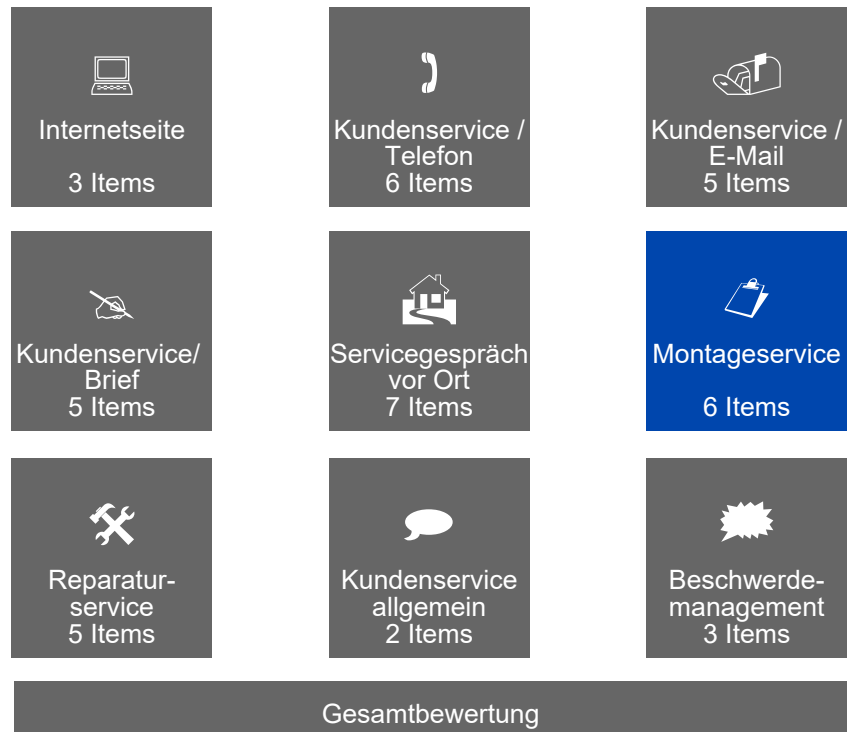 Internetseite
3 Items
Kundenservice /
Telefon
6 Items
Kundenservice /
E-Mail
5 Items
Kundenservice/
Brief
5 Items
Servicegespräch
vor Ort
7 Items
Montageservice
6 Items
Reparatur-
service
5 Items
Kundenservice
allgemein
2 Items
Beschwerde-
management
3 Items
Gesamtbewertung